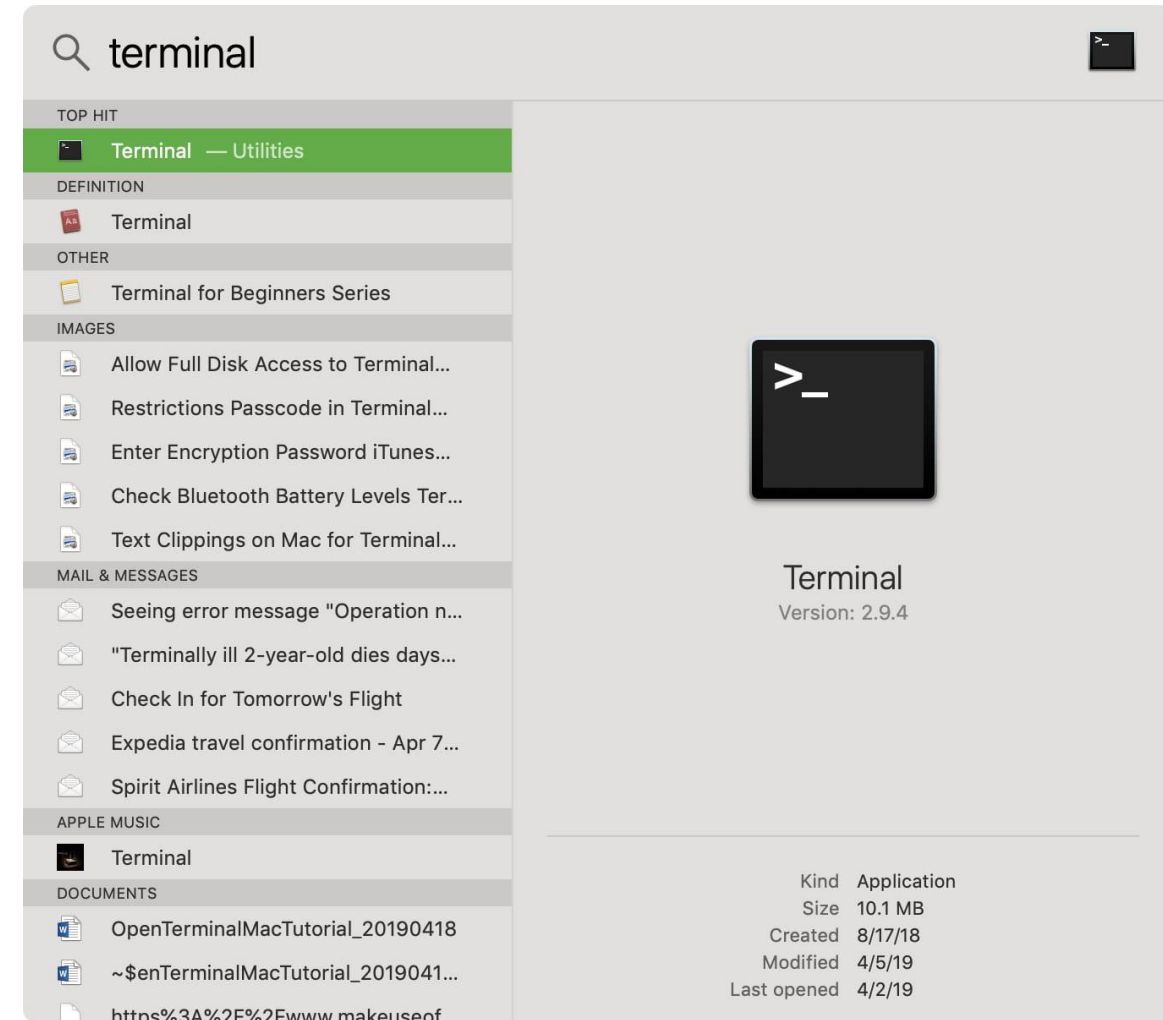 terminal
TOP HIT
Terminal — Utilities
DEFINITION
Terminal
OTHER
Terminal for Beginners Series
IMAGES
Allow Full Disk Access to Terminal...
Restrictions Passcode in Terminal...
Enter Encryption Password iTunes...
Check Bluetooth Battery Levels Ter...
Text Clippings on Mac for Terminal...
MAIL & MESSAGES
Seeing error message "Operation n...
"Terminally ill 2-year-old dies days...
Check In for Tomorrow's Flight
Expedia travel confirmation - Apr 7...
Spirit Airlines Flight Confirmation:...
APPLE MUSIC
Terminal
DOCUMENTS
OpenTerminalMacTutorial_20190418
~$enTerminalMacTutorial_2019041...
https%3A%2F%2Fwww.makeuseof
>_
Terminal
Version: 2.9.4
Kind Application
Size 10.1 MB
Created 8/17/18
Modified 4/5/19
Last opened 4/2/19